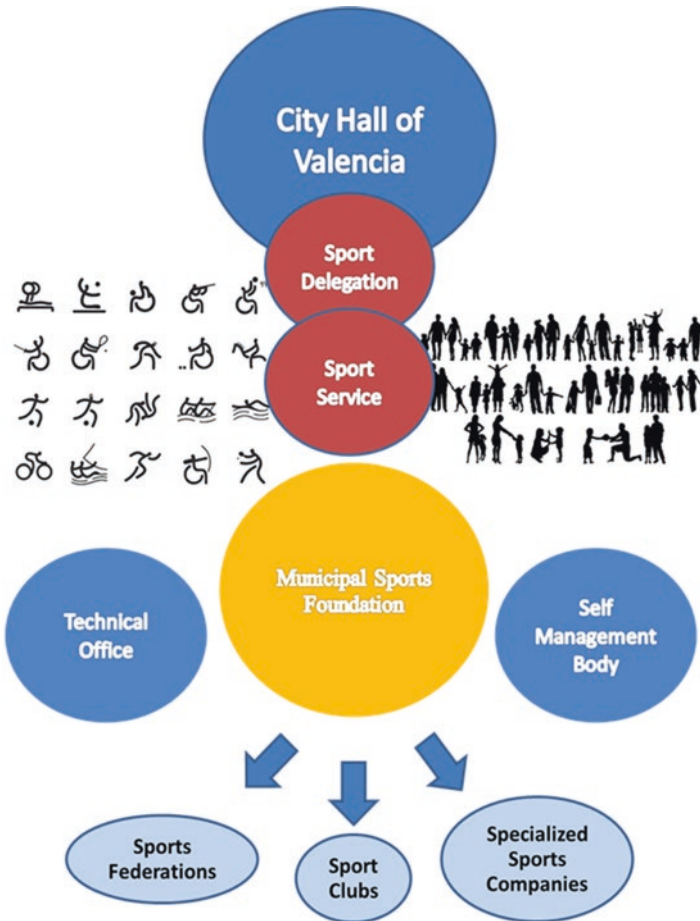 City Hall of
Valencia
Sport
Delegation
Sport
Service
Municipal Sports
Foundation
Technical
Office
Self
Management
Body
Sports
Federations
Sport
Clubs
Specialized
Sports
Companies